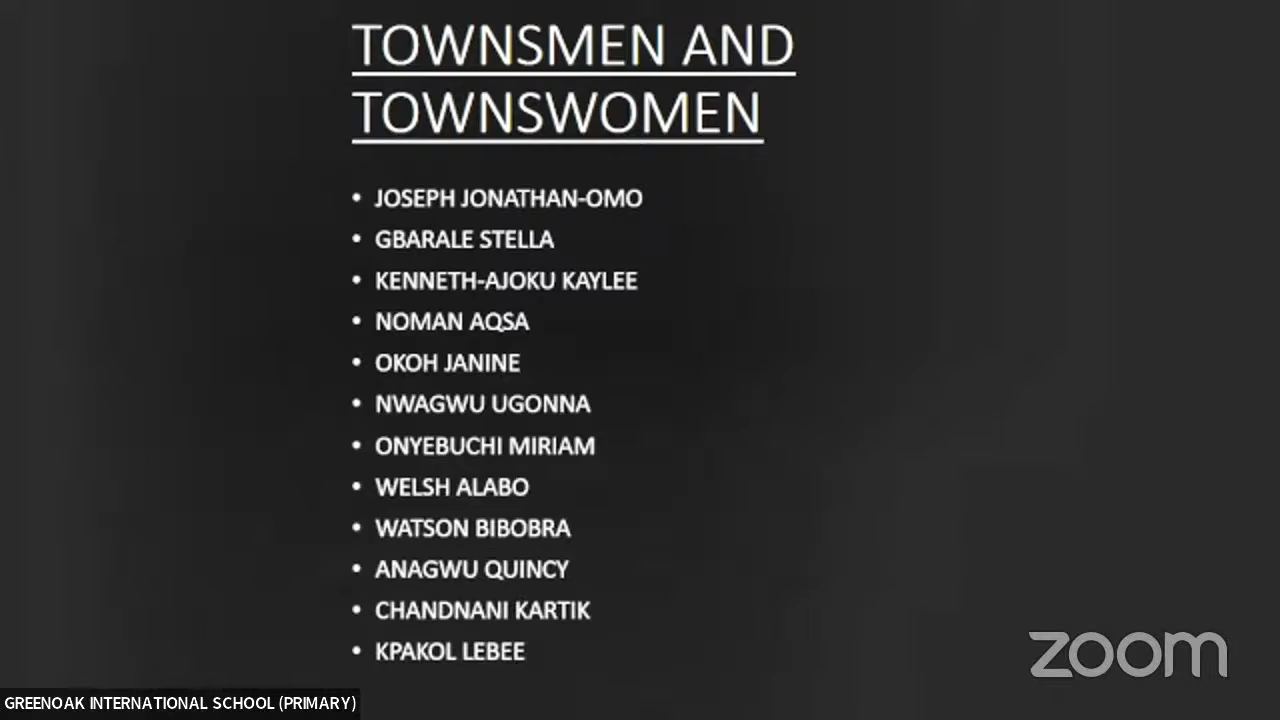 TOWNSMEN AND
TOWNSWOMEN
• JOSEPH JONATHAN-OMO
• GBARALE STELLA
• KENNETH-AJOKU KAYLEE
• NOMAN AQSA
• OKOH JANINE
• NWAGWU UGONNA
• ONYEBUCHI MIRIAM
• WELSH ALABO
• WATSON BIBOBRA
• ANAGWU QUINCY
• CHANDNANI KARTIK
• KPAKOL LEBEE
zoom
GREENOAK INTERNATIONAL SCHOOL (PRIMARY)